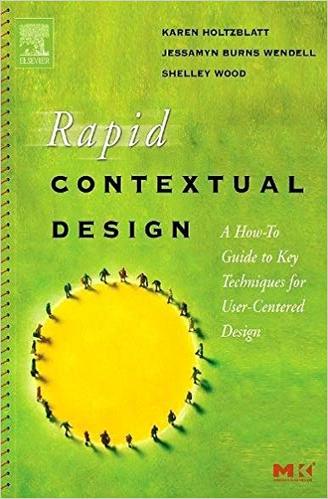 KAREN HOLTZBLATT
JESSAMYN BURNS WENDELL
SHELLEY WOOD
ELSEVIER
Rapid
CONTEXTUAL
DESIGN
A How-To
Guide to Key
Techniques for
User-Centered
Design
MK